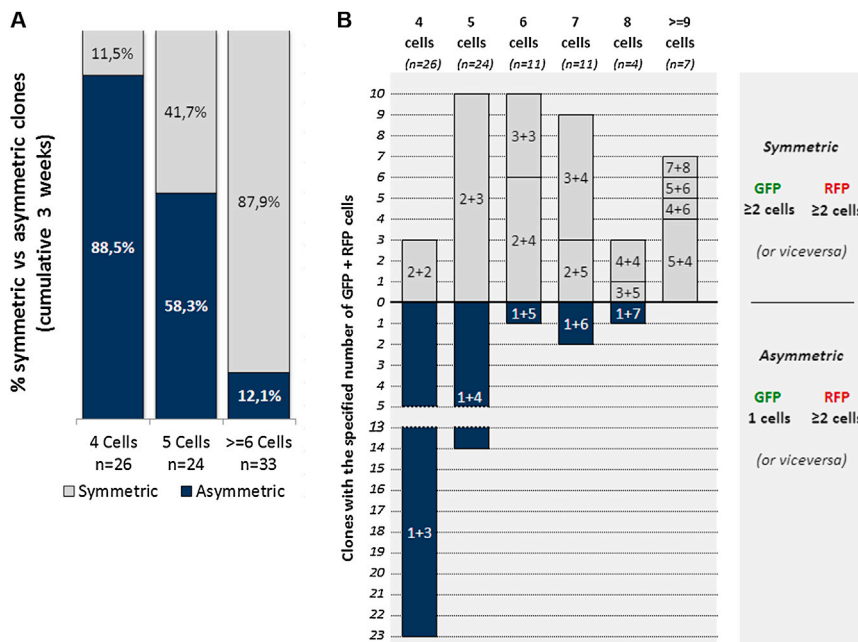 A
% symmetric vs asymmetric clones
(cumulative 3 weeks)
11,5%
41,7%
87,9%
88,5%
58,3%
12,1%
4 Cells
n=26
5 Cells
n=24
>=6 Cells
n=33
Symmetric
Asymmetric
B
4
cells
(n=26)
5
cells
(n=24)
6
cells
(n=11)
7
cells
(n=11)
8
cells
(n=4)
>=9
cells
(n=7)
Clones with the specified number of GFP + RFP cells
10
9
8
7
6
5
4
3
2
1
0
1
2
3
4
5
13
14
15
16
17
18
19
20
21
22
23
2+2
2+3
3+3
2+4
3+4
2+5
4+4
3+5
7+8
5+6
4+6
5+4
1+3
1+4
1+5
1+6
1+7
Symmetric
GFP RFP
≥2 cells ≥2 cells
(or viceversa)
Asymmetric
GFP RFP
1 cells ≥2 cells
(or viceversa)